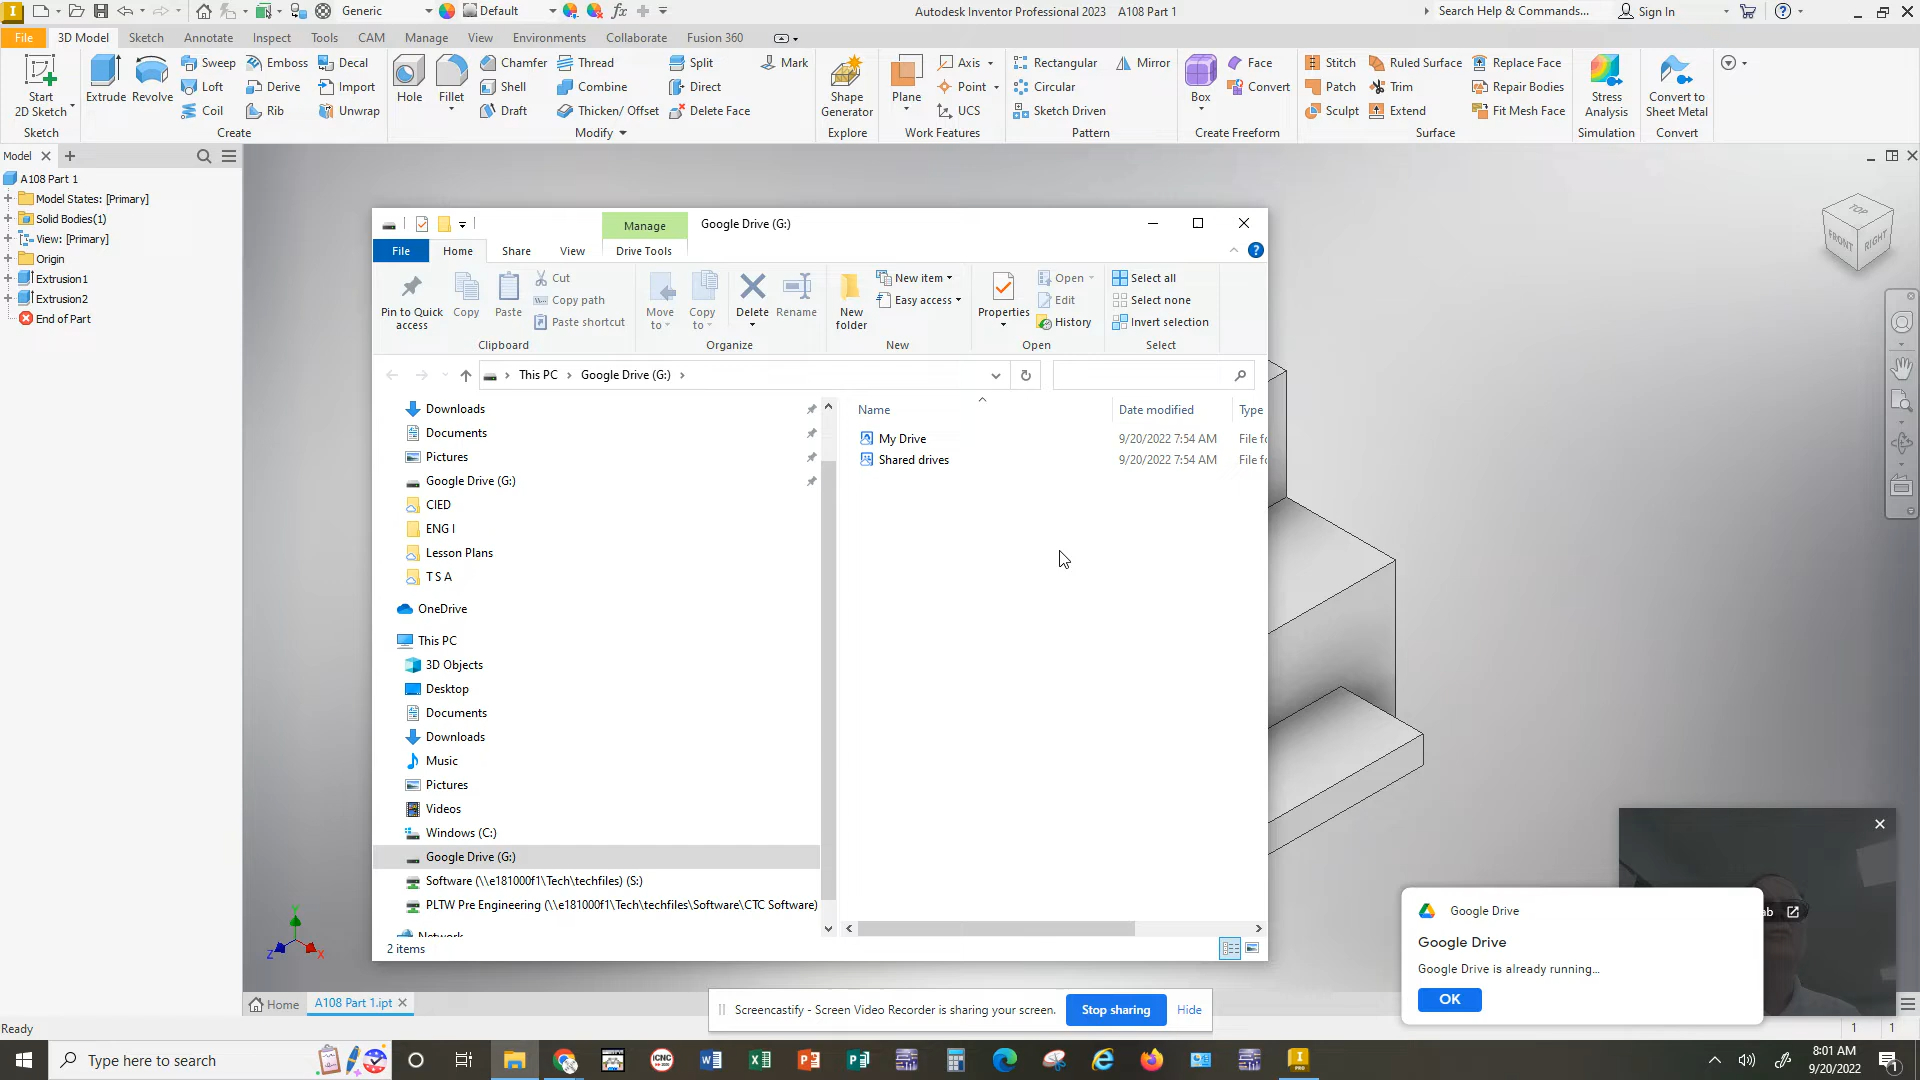 Generic
Default
Autodesk Inventor Professional 2023 A108 Part 1
Search Help & Commands...
Sign In
File 3D Model Sketch Annotate Inspect Tools CAM Manage View Environments Collaborate Fusion 360
Start
2D Sketch
Sketch
Extrude
Revolve
Sweep
Loft
Coil
Emboss
Derive
Rib
Decal
Import
Unwrap
Create
Hole
Fillet
Chamfer
Shell
Draft
Thread
Combine
Thicken/ Offset
Split
Direct
Delete Face
Mark
Modify
Shape
Generator
Explore
Plane
Axis
Point
UCS
Work Features
Rectangular
Circular
Sketch Driven
Mirror
Pattern
Box
Face
Convert
Create Freeform
Stitch
Patch
Sculpt
Ruled Surface
Trim
Extend
Replace Face
Repair Bodies
Fit Mesh Face
Surface
Stress
Analysis
Simulation
Convert to
Sheet Metal
Convert
Model
A108 Part 1
Model States: [Primary]
Solid Bodies(1)
View: [Primary]
Origin
Extrusion1
Extrusion2
End of Part
TOP
FRONT
RIGHT
Manage
Google Drive (G:)
File Home Share View Drive Tools
Pin to Quick
access
Copy
Paste
Cut
Copy path
Paste shortcut
Clipboard
Move
to
Copy
to
Delete
Rename
Organize
New
folder
New item
Easy access
New
Properties
Open
Edit
History
Open
Select all
Select none
Invert selection
Select
This PC
Google Drive (G:)
Downloads
Documents
Pictures
Google Drive (G:)
CIED
ENG I
Lesson Plans
T S A
OneDrive
This PC
3D Objects
Desktop
Documents
Downloads
Music
Pictures
Videos
Windows (C:)
Google Drive (G:)
Software (\\e181000f1\Tech\techfiles) (S:)
PLTW Pre Engineering (\\e181000f1\Tech\techfiles\Software\CTC Software)
Network
2 items
Name Date modified Type
My Drive 9/20/2022 7:54 AM File fo
Shared drives 9/20/2022 7:54 AM File fo
Y
Z
X
Home
A108 Part 1.ipt
Screencastify - Screen Video Recorder is sharing your screen.
Stop sharing
Hide
Google Drive
Google Drive
Google Drive is already running...
OK
ab
Ready
1 1
Type here to search
8:01 AM
9/20/2022
1